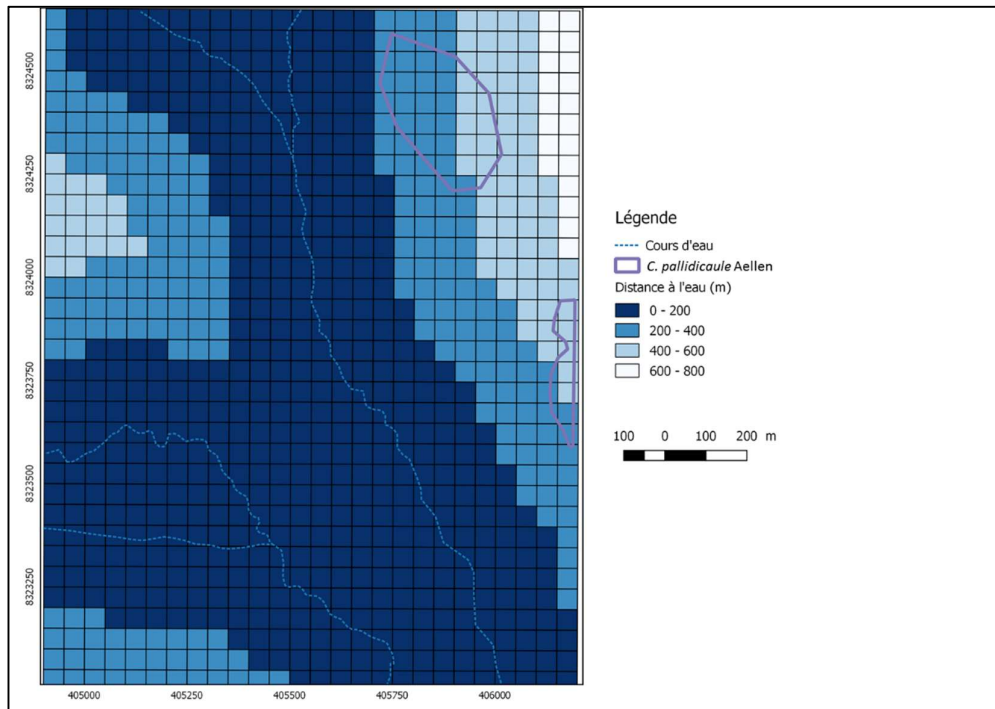 8324500
8324250
8324000
8323750
8323500
8323250
405000 405250 405500 405750 406000
Légende
Cours d'eau
C. pallidicaule Aellen
Distance à l'eau (m)
0 - 200
200 - 400
400 - 600
600 - 800
100 0 100 200 m